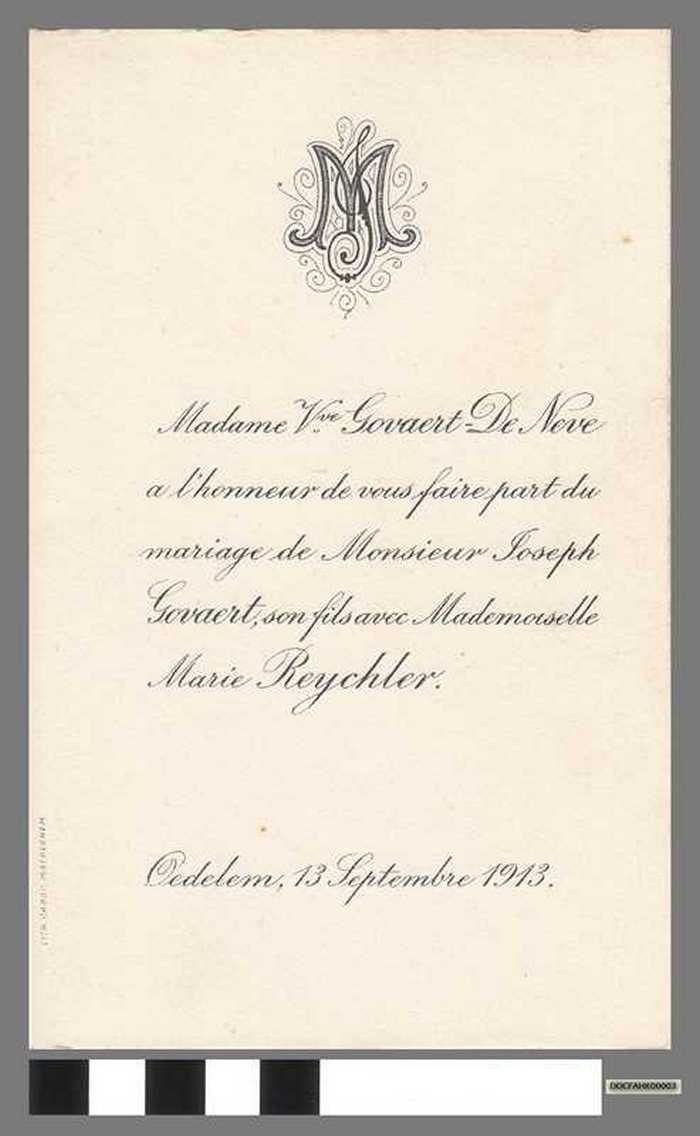 MJ
Madame Vve Govaert-De Neve
a l'honneur de vous faire part du
mariage de Monsieur Joseph
Govaert, son fils avec Mademoiselle
Marie Reychler.
Oedelem, 13 Septembre 1913.
DOCFAHK00003